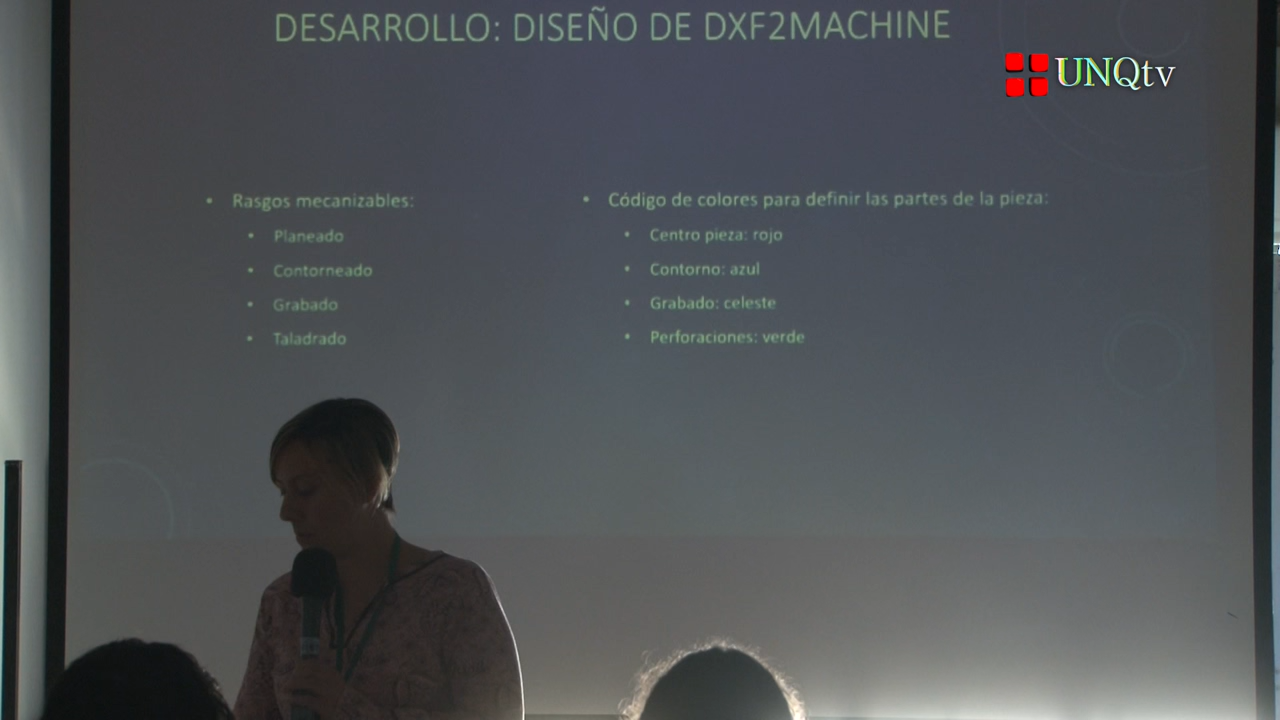 DESARROLLO: DISEÑO DE DXF2MACHINE
UNQtv
• Rasgos mecanizables:
• Planeado
• Contorneado
• Grabado
• Taladrado
• Código de colores para definir las partes de la pieza:
• Centro pieza: rojo
• Contorno: azul
• Grabado: celeste
• Perforaciones: verde